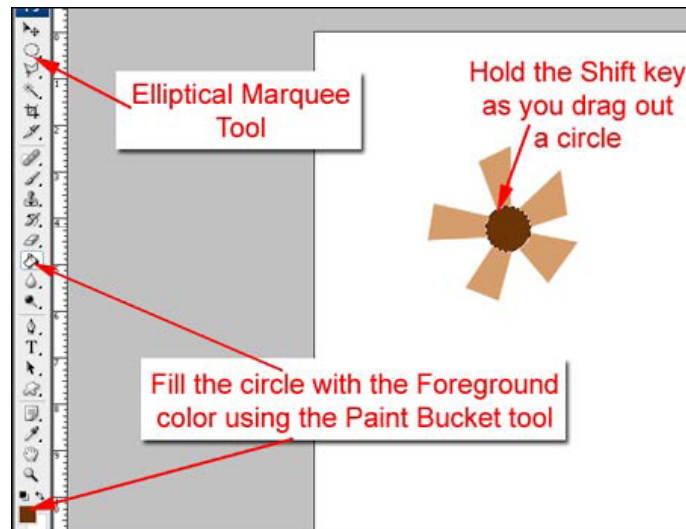 Elliptical Marquee
Tool
Hold the Shift key
as you drag out
a circle
Fill the circle with the Foreground
color using the Paint Bucket tool